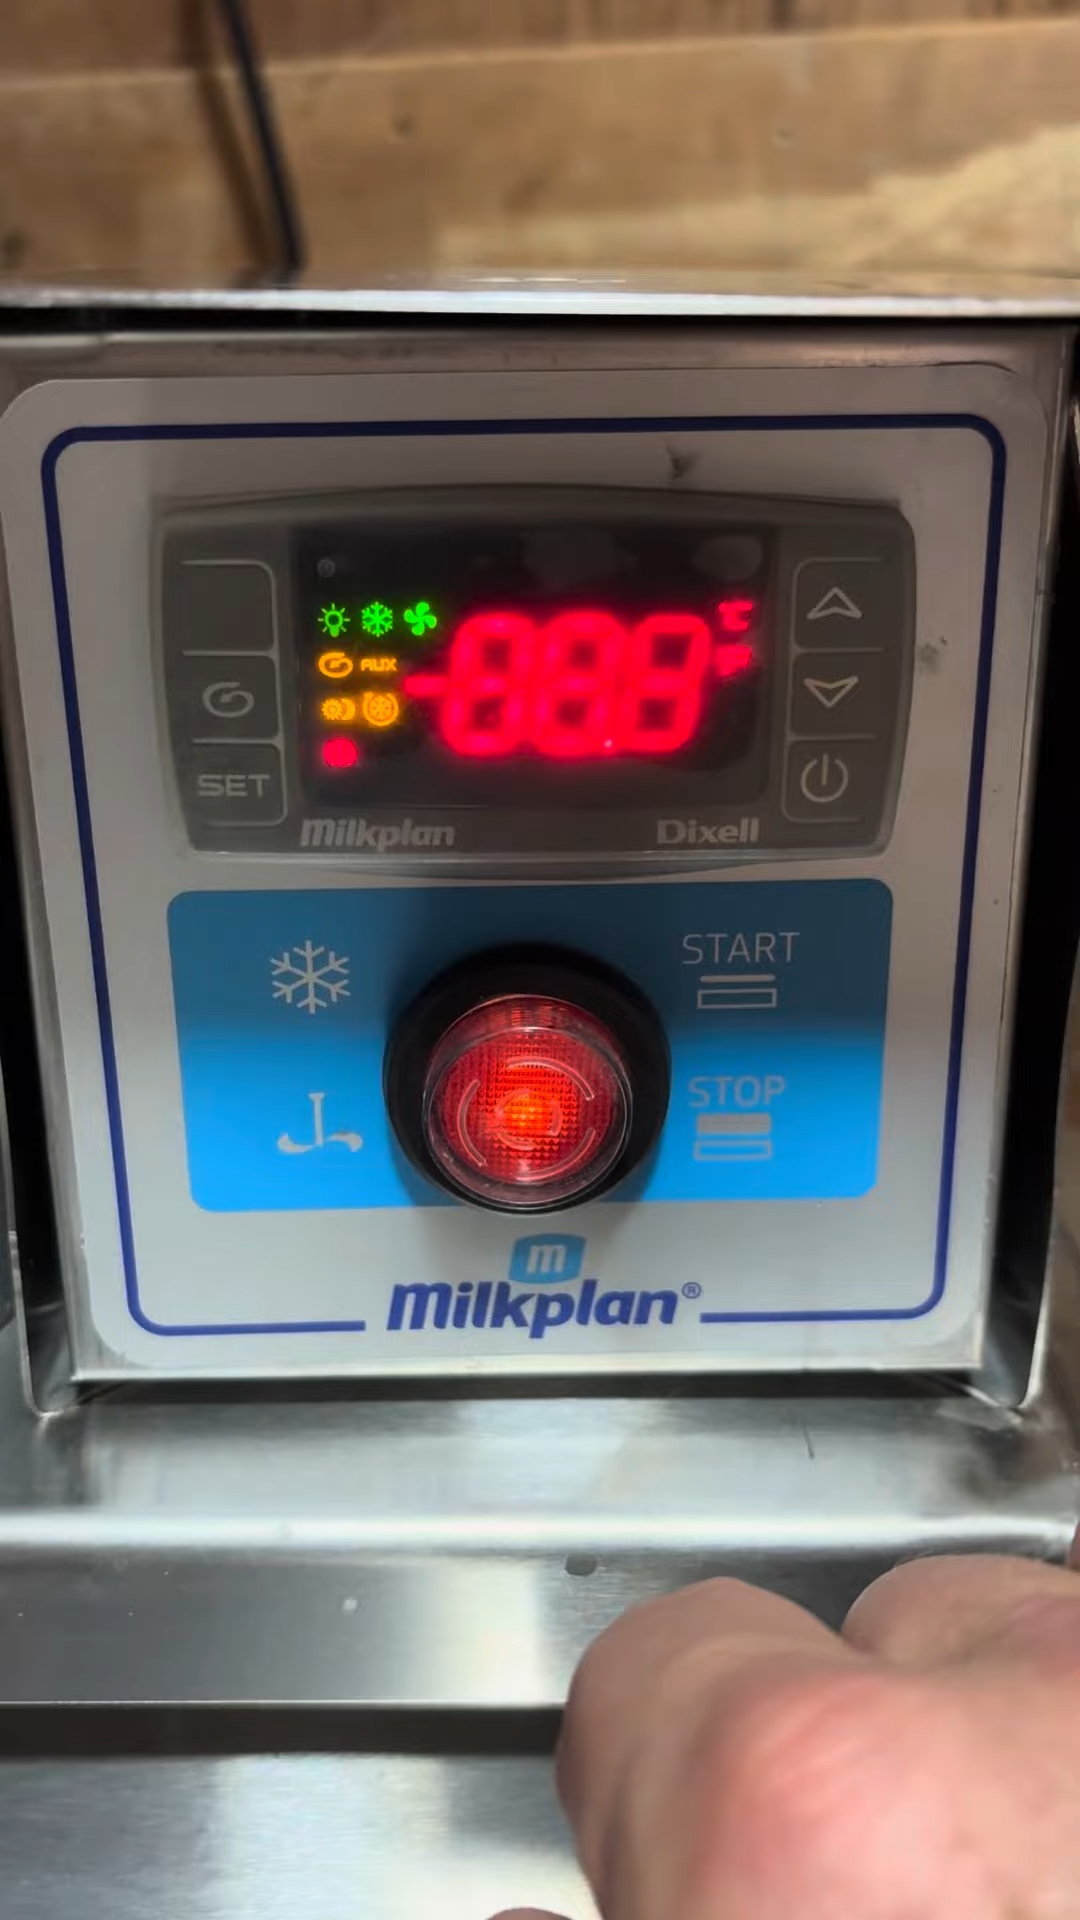 -888
°C
°F
AUX
SET
Milkplan Dixell
START
STOP
m
milkplan®